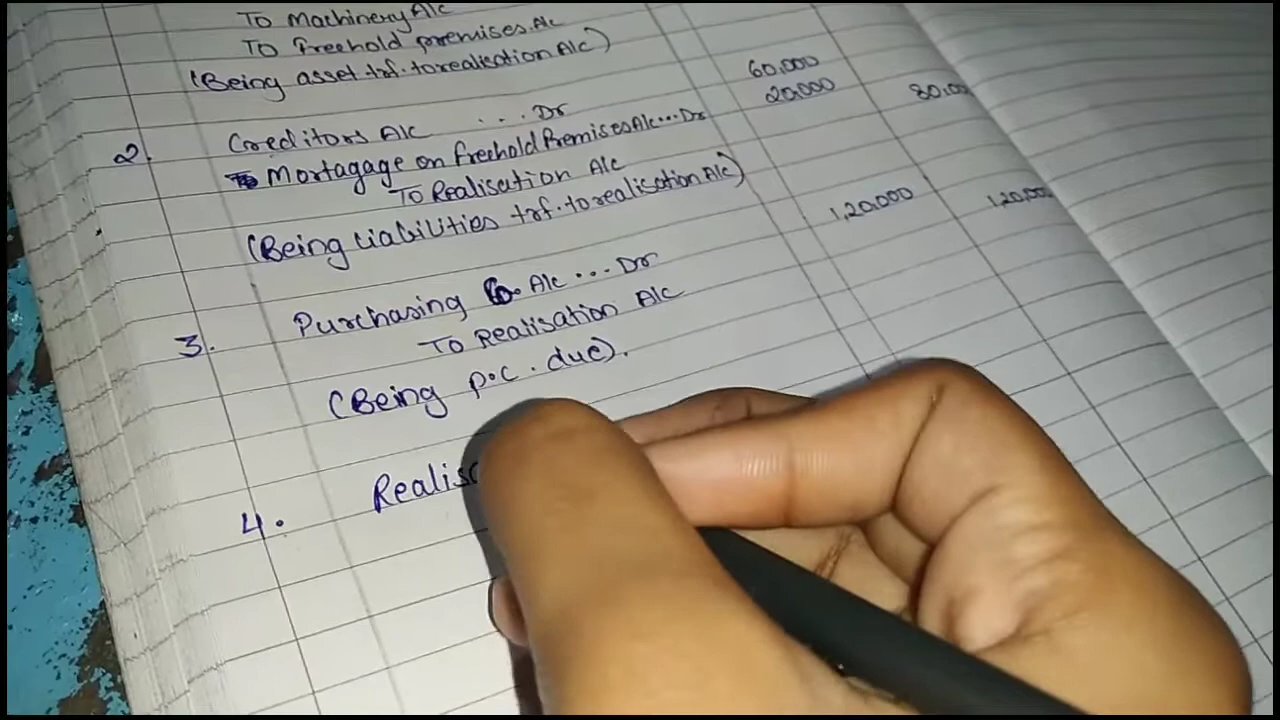 To Machinery A/c
To Freehold premises A/c
(Being asset trf. to realisation A/c)
2. Creditors A/c ... Dr 60,000
Mortagage on Freehold Premises A/c ... Dr 20,000
To Realisation A/c 80,00
(Being liabilities trf. to realisation A/c)
3. Purchasing Co. A/c ... Dr 1,20,000
To Realisation A/c 1,20,000
(Being p.c. due).
4. Realisa